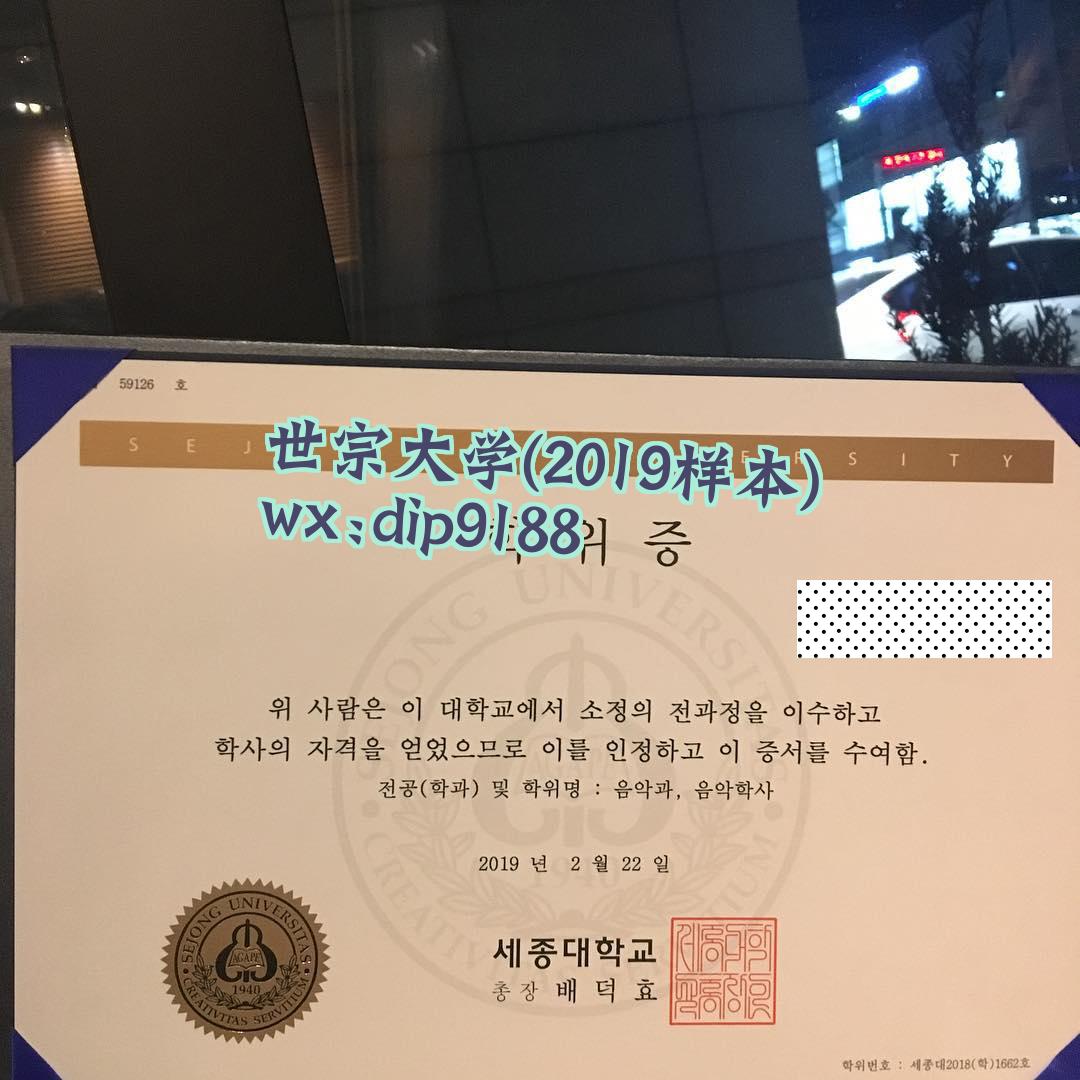 59126 호
世宗大学(2019样本)
wx:dip9188
위 증
위 사람은 이 대학교에서 소정의 전과정을 이수하고
학사의 자격을 얻었으므로 이를 인정하고 이 증서를 수여함.
전공(학과) 및 학위명 : 음악과, 음악학사
2019 년 2 월 22 일
SEJONG UNIVERSITAS
AGAPE
1940
CREATIVITAS SERVITIUM
세종대학교
총장 배덕효
학위번호 : 세종대2018(학)1662호